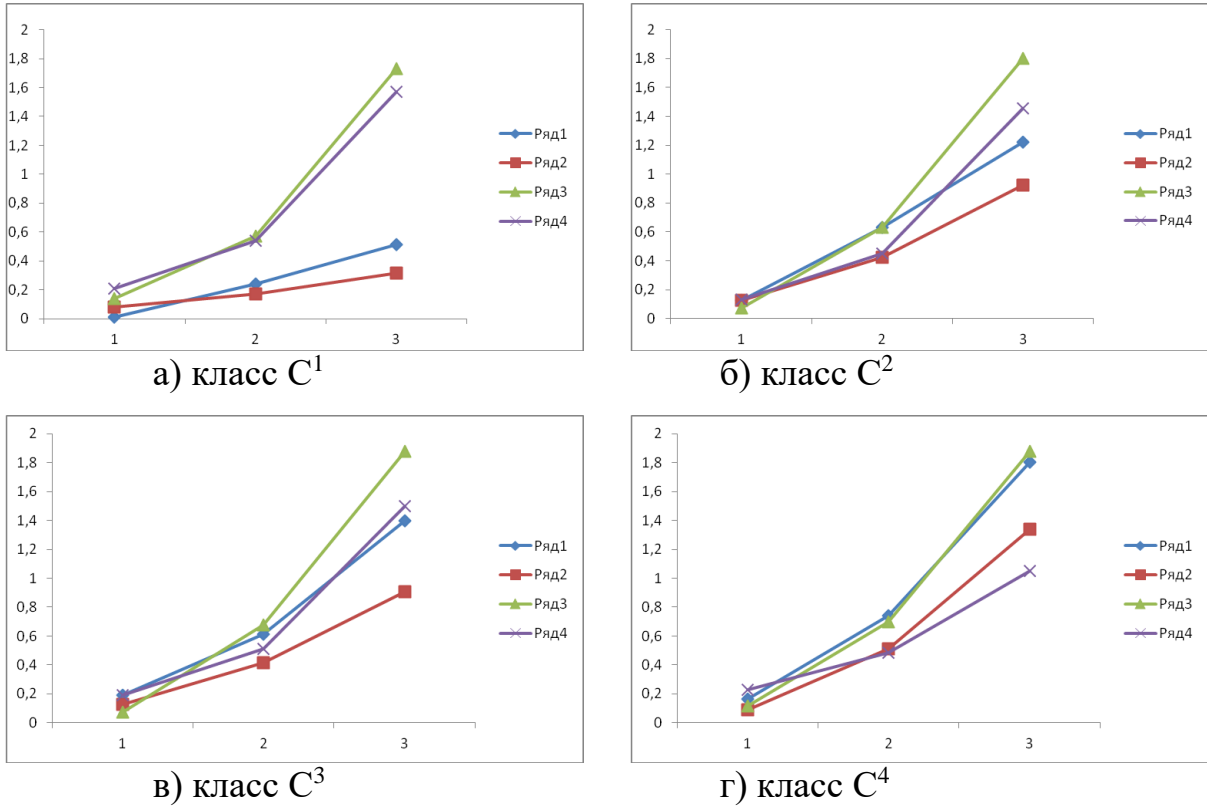 2
1,8
1,6
1,4
1,2
1
0,8
0,6
0,4
0,2
0
1 2 3
Ряд1
Ряд2
Ряд3
Ряд4
а) класс C¹
2
1,8
1,6
1,4
1,2
1
0,8
0,6
0,4
0,2
0
1 2 3
Ряд1
Ряд2
Ряд3
Ряд4
б) класс C²
2
1,8
1,6
1,4
1,2
1
0,8
0,6
0,4
0,2
0
1 2 3
Ряд1
Ряд2
Ряд3
Ряд4
в) класс C³
2
1,8
1,6
1,4
1,2
1
0,8
0,6
0,4
0,2
0
1 2 3
Ряд1
Ряд2
Ряд3
Ряд4
г) класс C⁴